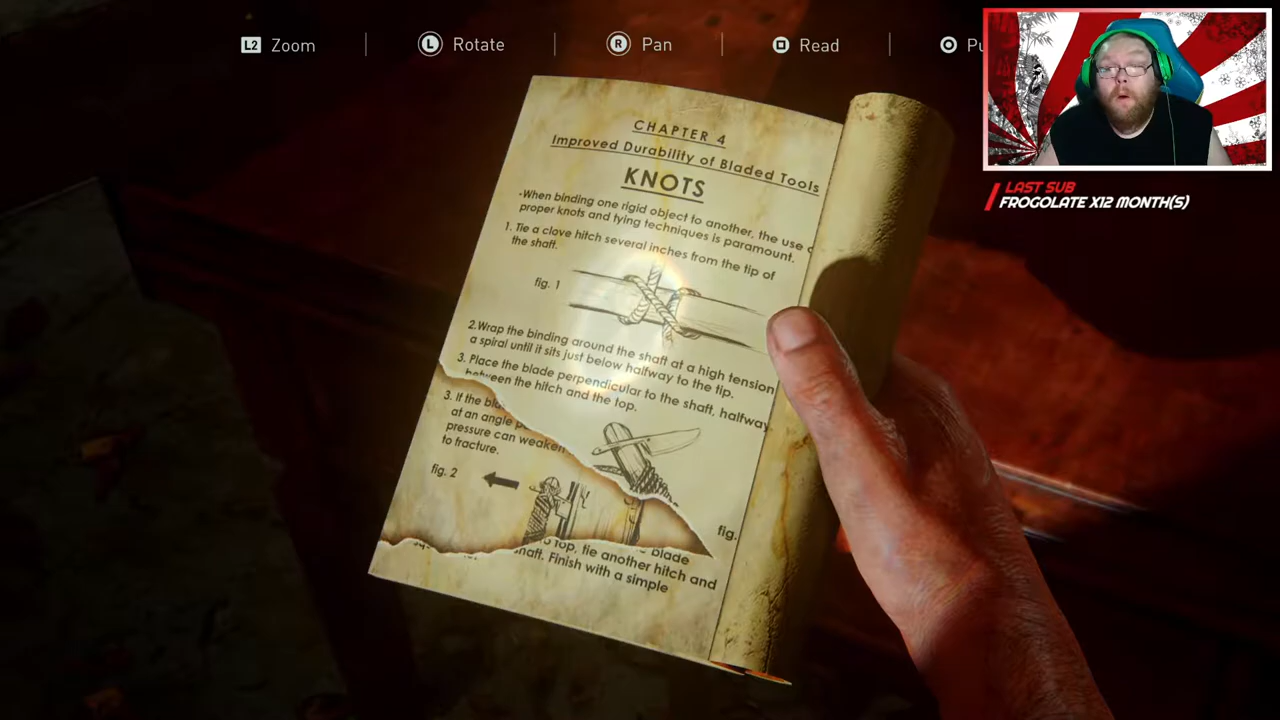 L2 Zoom
L Rotate
R Pan
Read
LAST SUB
FROGOLATE X12 MONTH(S)
CHAPTER 4
Improved Durability of Bladed Tools
KNOTS
•When binding one rigid object to another, the use
proper knots and tying techniques is paramount.
1. Tie a clove hitch several inches from the tip of
the shaft.
fig. 1
2.Wrap the binding around the shaft at a high tension
a spiral until it sits just below halfway to the tip.
3. Place the blade perpendicular to the shaft, halfway
between the hitch and the top.
3. If the
at an angle
pressure can weaken
to fracture.
fig. 2
fig.
top, tie another hitch and
blade
Finish with a simple